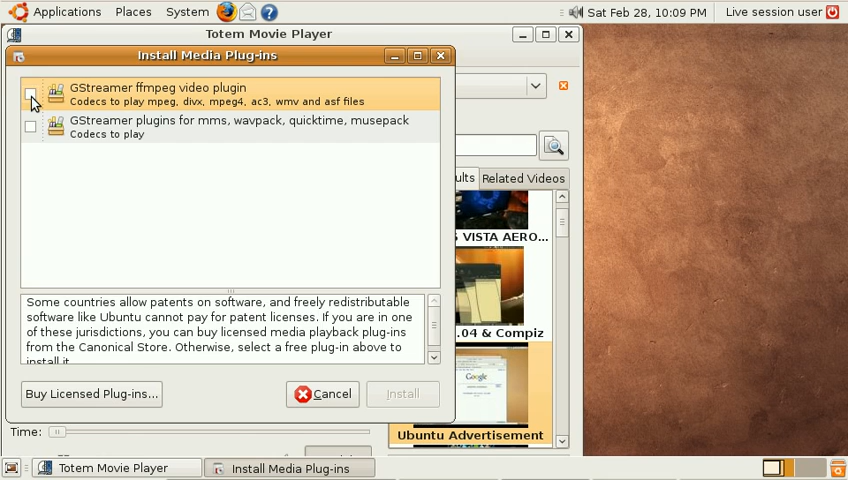 Applications Places System
Sat Feb 28, 10:09 PM Live session user
Totem Movie Player
Install Media Plug-ins
GStreamer ffmpeg video plugin
Codecs to play mpeg, divx, mpeg4, ac3, wmv and asf files
GStreamer plugins for mms, wavpack, quicktime, musepack
Codecs to play
ults Related Videos
VISTA AERO...
.04 & Compiz
Google
Ubuntu Advertisement
Some countries allow patents on software, and freely redistributable
software like Ubuntu cannot pay for patent licenses. If you are in one
of these jurisdictions, you can buy licensed media playback plug-ins
from the Canonical Store. Otherwise, select a free plug-in above to
install it.
Buy Licensed Plug-ins...
Cancel
Install
Time:
Totem Movie Player
Install Media Plug-ins